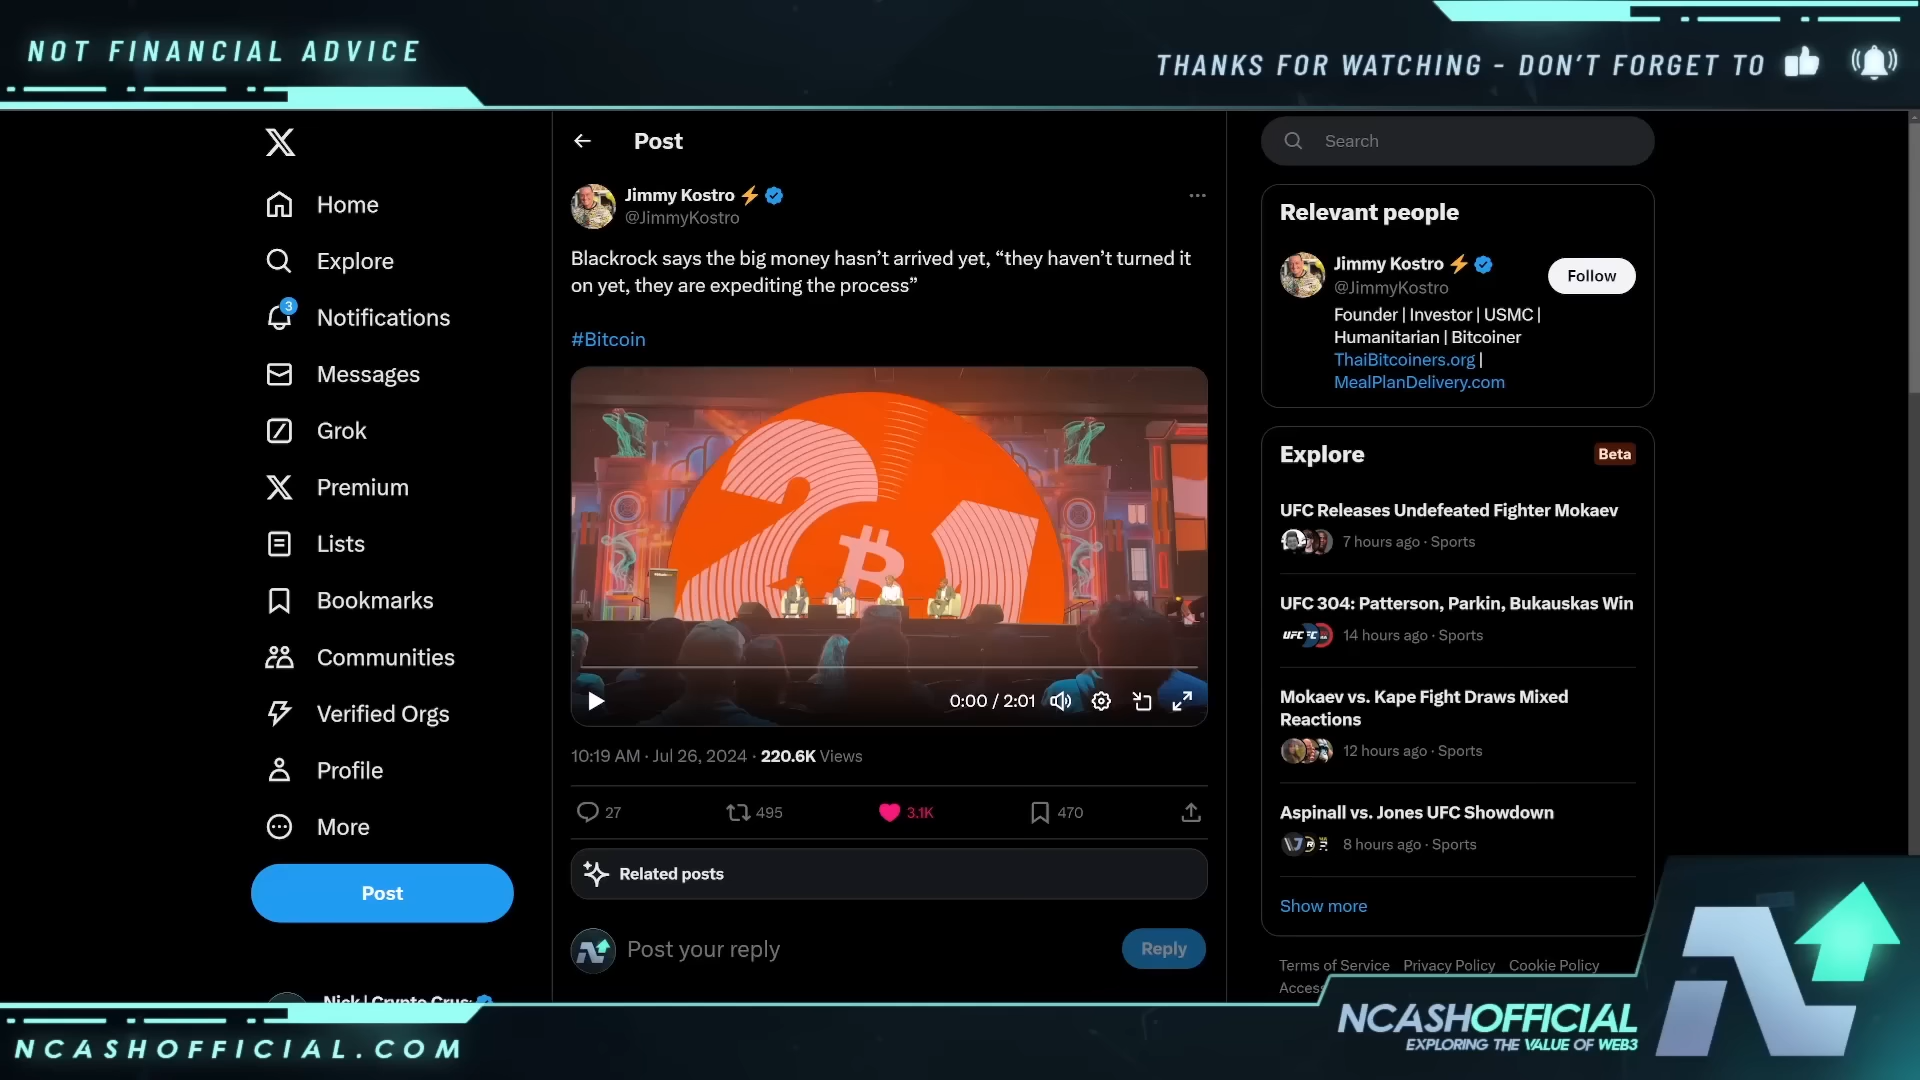 NOT FINANCIAL ADVICE
THANKS FOR WATCHING - DON'T FORGET TO
Home
Explore
3
Notifications
Messages
Grok
Premium
Lists
Bookmarks
Communities
Verified Orgs
Profile
More
Post
Post
Jimmy Kostro
@JimmyKostro
Blackrock says the big money hasn’t arrived yet, “they haven’t turned it
on yet, they are expediting the process”
#Bitcoin
21
0:00 / 2:01
10:19 AM · Jul 26, 2024 · 220.6K Views
27
495
3.1K
470
Related posts
Post your reply
Reply
Search
Relevant people
Jimmy Kostro
@JimmyKostro
Follow
Founder | Investor | USMC |
Humanitarian | Bitcoiner
ThaiBitcoiners.org |
MealPlanDelivery.com
Explore
Beta
UFC Releases Undefeated Fighter Mokaev
7 hours ago · Sports
UFC 304: Patterson, Parkin, Bukauskas Win
14 hours ago · Sports
Mokaev vs. Kape Fight Draws Mixed
Reactions
12 hours ago · Sports
Aspinall vs. Jones UFC Showdown
8 hours ago · Sports
Show more
Terms of Service Privacy Policy Cookie Policy
NCASHOFFICIAL.COM
NCASHOFFICIAL
EXPLORING THE VALUE OF WEB3